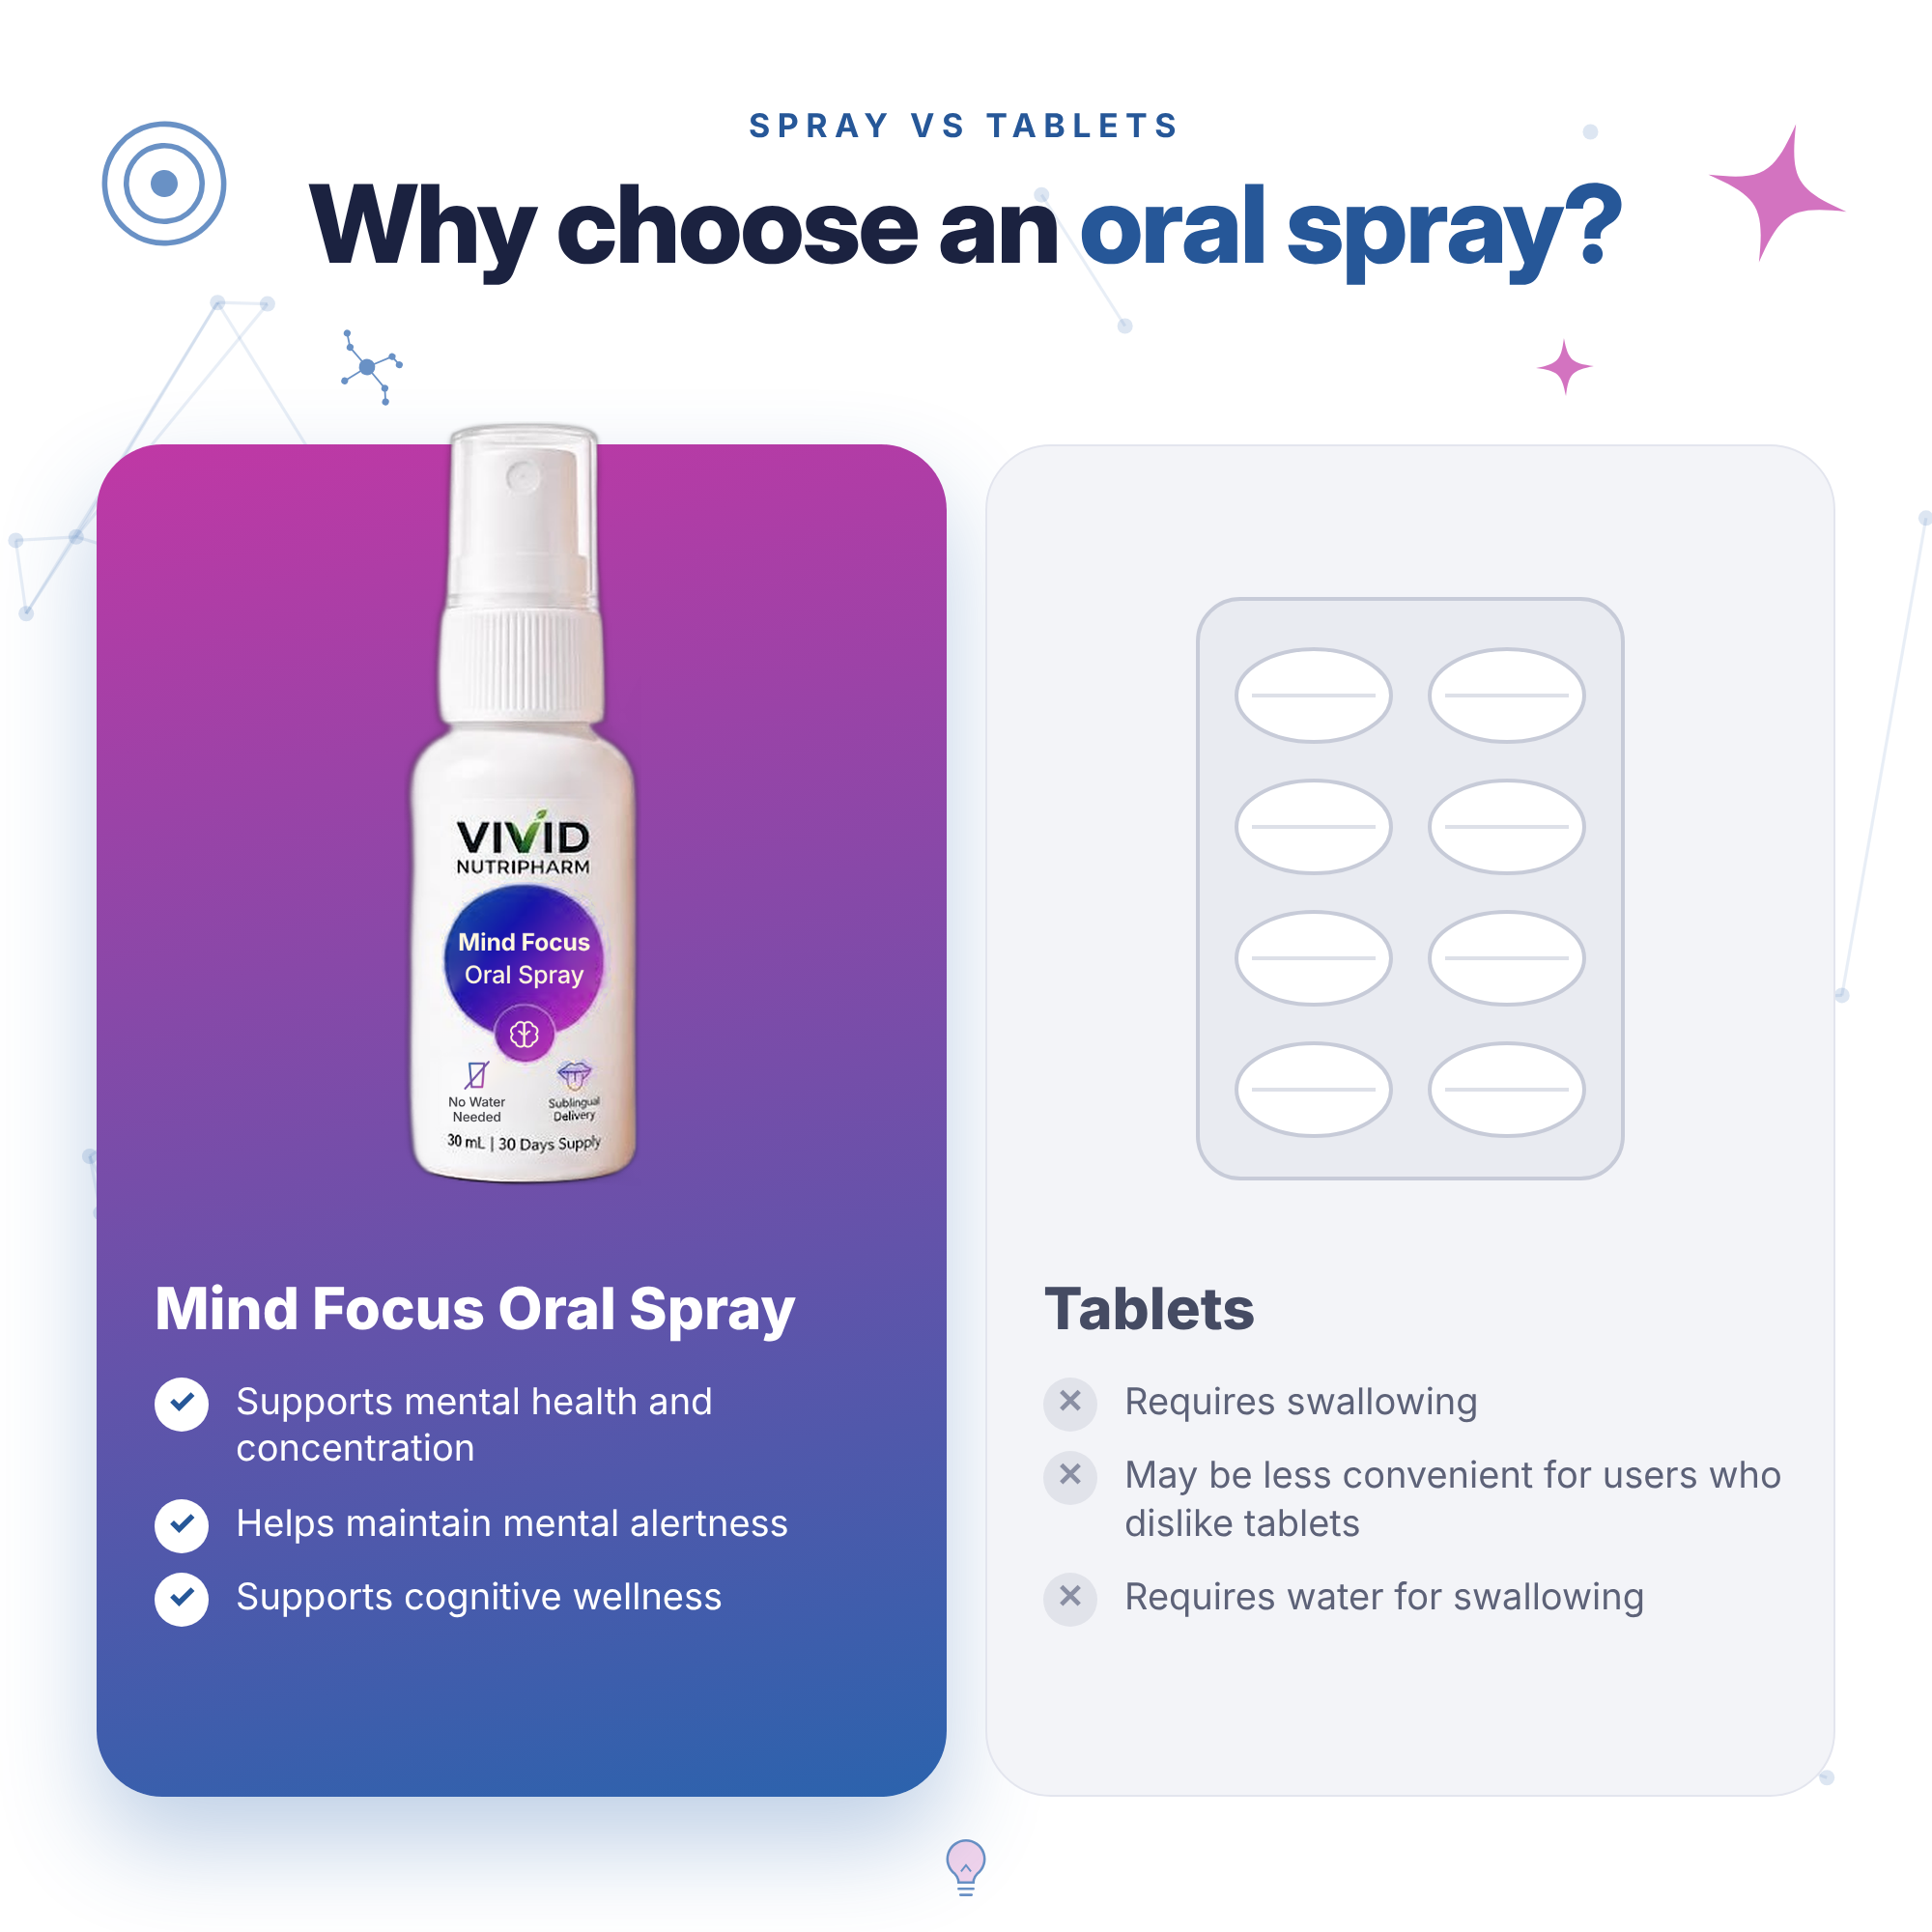 SPRAY VS TABLETS
Why choose an oral spray?
VIVID
NUTRIPHARM
Mind Focus
Oral Spray
No Water
Needed
Sublingual
Delivery
30 mL | 30 Days Supply
Mind Focus Oral Spray
Supports mental health and
concentration
Helps maintain mental alertness
Supports cognitive wellness
Tablets
Requires swallowing
May be less convenient for users who
dislike tablets
Requires water for swallowing